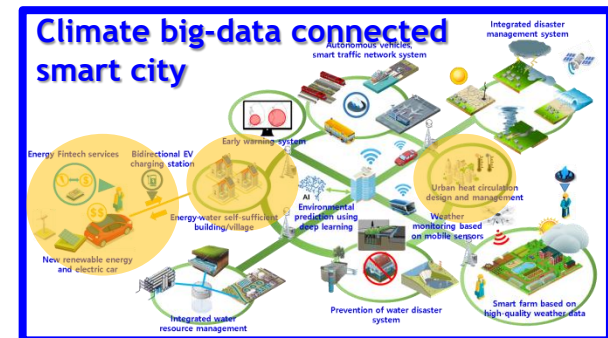 Climate big-data connected
smart city
Integrated disaster
management system
Autonomous vehicles,
smart traffic network system
Early warning system
Energy Fintech services
Bidirectional EV
charging station
AI
Urban heat circulation
design and management
Energy-water self-sufficient
building/village
Environmental
prediction using
deep learning
Weather
monitoring based
on mobile sensors
New renewable energy
and electric car
Integrated water
resource management
Prevention of water disaster
system
Smart farm based on
high-quality weather data